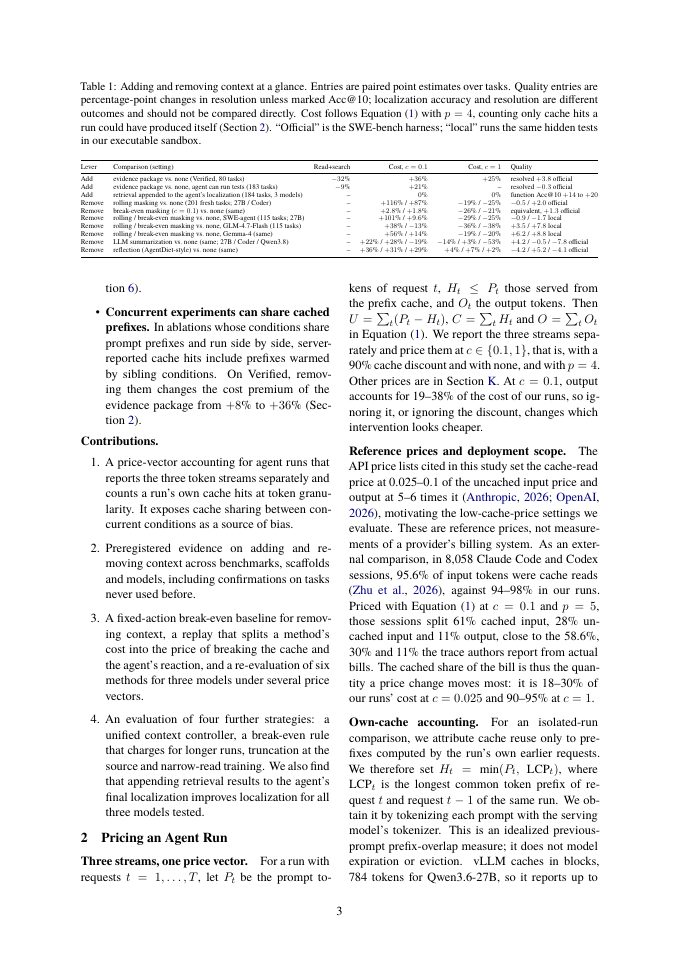 Table 1: Adding and removing context at a glance. Entries are paired point estimates over tasks. Quality entries are
percentage-point changes in resolution unless marked Acc@10; localization accuracy and resolution are different
outcomes and should not be compared directly. Cost follows Equation (1) with p = 4, counting only cache hits a
run could have produced itself (Section 2). “Official” is the SWE-bench harness; “local” runs the same hidden tests
in our executable sandbox.
Lever Comparison (setting) Read+search Cost, c = 0.1 Cost, c = 1 Quality
Add evidence package vs. none (Verified, 80 tasks) −32% +36% +25% resolved +3.8 official
Add evidence package vs. none, agent can run tests (183 tasks) −9% +21% – resolved −0.3 official
Add retrieval appended to the agent's localization (184 tasks, 3 models) – 0% 0% function Acc@10 +14 to +20
Remove rolling masking vs. none (201 fresh tasks; 27B / Coder) – +116% / +87% −19% / −25% −0.5 / +2.0 official
Remove break-even masking (c = 0.1) vs. none (same) – +2.8% / +1.8% −26% / −21% equivalent, +1.3 official
Remove rolling / break-even masking vs. none, SWE-agent (115 tasks; 27B) – +101% / +9.6% −29% / −25% −0.9 / −1.7 local
Remove rolling / break-even masking vs. none, GLM-4.7-Flash (115 tasks) – +38% / −13% −36% / −38% +3.5 / +7.8 local
Remove rolling / break-even masking vs. none, Gemma-4 (same) – +56% / +14% −19% / −20% +6.2 / +8.8 local
Remove LLM summarization vs. none (same; 27B / Coder / Qwen3.8) – +22% / +28% / −19% −14% / +3% / −53% +4.2 / −0.5 / −7.8 official
Remove reflection (AgentDiet-style) vs. none (same) – +36% / +31% / +29% +4% / +7% / +2% −4.2 / +5.2 / −4.1 official
tion 6).
• Concurrent experiments can share cached
prefixes. In ablations whose conditions share
prompt prefixes and run side by side, server-
reported cache hits include prefixes warmed
by sibling conditions. On Verified, remov-
ing them changes the cost premium of the
evidence package from +8% to +36% (Sec-
tion 2).
Contributions.
1. A price-vector accounting for agent runs that
reports the three token streams separately and
counts a run's own cache hits at token granu-
larity. It exposes cache sharing between con-
current conditions as a source of bias.
2. Preregistered evidence on adding and re-
moving context across benchmarks, scaffolds
and models, including confirmations on tasks
never used before.
3. A fixed-action break-even baseline for remov-
ing context, a replay that splits a method's
cost into the price of breaking the cache and
the agent's reaction, and a re-evaluation of six
methods for three models under several price
vectors.
4. An evaluation of four further strategies: a
unified context controller, a break-even rule
that charges for longer runs, truncation at the
source and narrow-read training. We also find
that appending retrieval results to the agent's
final localization improves localization for all
three models tested.
2 Pricing an Agent Run
Three streams, one price vector. For a run with
requests t = 1, . . . , T, let Pt be the prompt to-
kens of request t, Ht ≤ Pt those served from
the prefix cache, and Ot the output tokens. Then
U = ∑t(Pt − Ht), C = ∑t Ht and O = ∑t Ot
in Equation (1). We report the three streams sepa-
rately and price them at c ∈ {0.1, 1}, that is, with a
90% cache discount and with none, and with p = 4.
Other prices are in Section K. At c = 0.1, output
accounts for 19–38% of the cost of our runs, so ig-
noring it, or ignoring the discount, changes which
intervention looks cheaper.
Reference prices and deployment scope. The
API price lists cited in this study set the cache-read
price at 0.025–0.1 of the uncached input price and
output at 5–6 times it (Anthropic, 2026; OpenAI,
2026), motivating the low-cache-price settings we
evaluate. These are reference prices, not measure-
ments of a provider's billing system. As an exter-
nal comparison, in 8,058 Claude Code and Codex
sessions, 95.6% of input tokens were cache reads
(Zhu et al., 2026), against 94–98% in our runs.
Priced with Equation (1) at c = 0.1 and p = 5,
those sessions split 61% cached input, 28% un-
cached input and 11% output, close to the 58.6%,
30% and 11% the trace authors report from actual
bills. The cached share of the bill is thus the quan-
tity a price change moves most: it is 18–30% of
our runs' cost at c = 0.025 and 90–95% at c = 1.
Own-cache accounting. For an isolated-run
comparison, we attribute cache reuse only to pre-
fixes computed by the run's own earlier requests.
We therefore set Ht = min(Pt, LCPt), where
LCPt is the longest common token prefix of re-
quest t and request t − 1 of the same run. We ob-
tain it by tokenizing each prompt with the serving
model's tokenizer. This is an idealized previous-
prompt prefix-overlap measure; it does not model
expiration or eviction. vLLM caches in blocks,
784 tokens for Qwen3.6-27B, so it reports up to
3